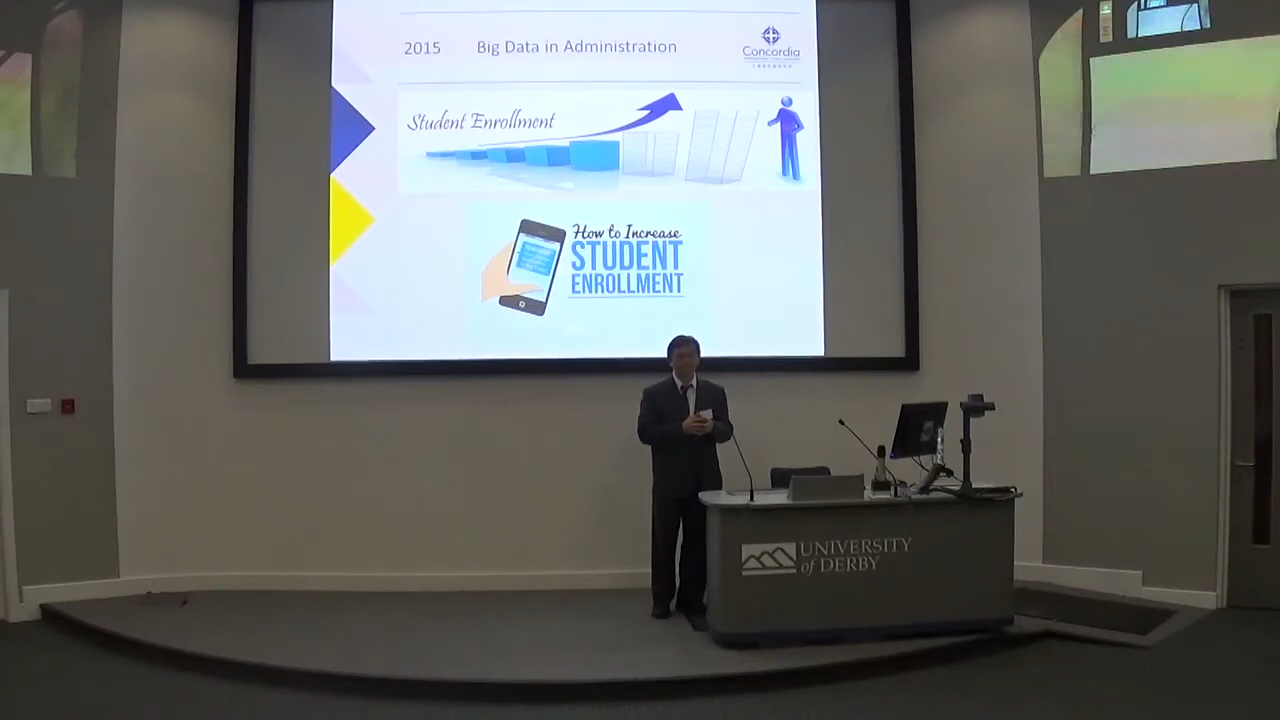 2015 Big Data in Administration
Concordia
Student Enrollment
How to Increase
STUDENT
ENROLLMENT
UNIVERSITY
of DERBY